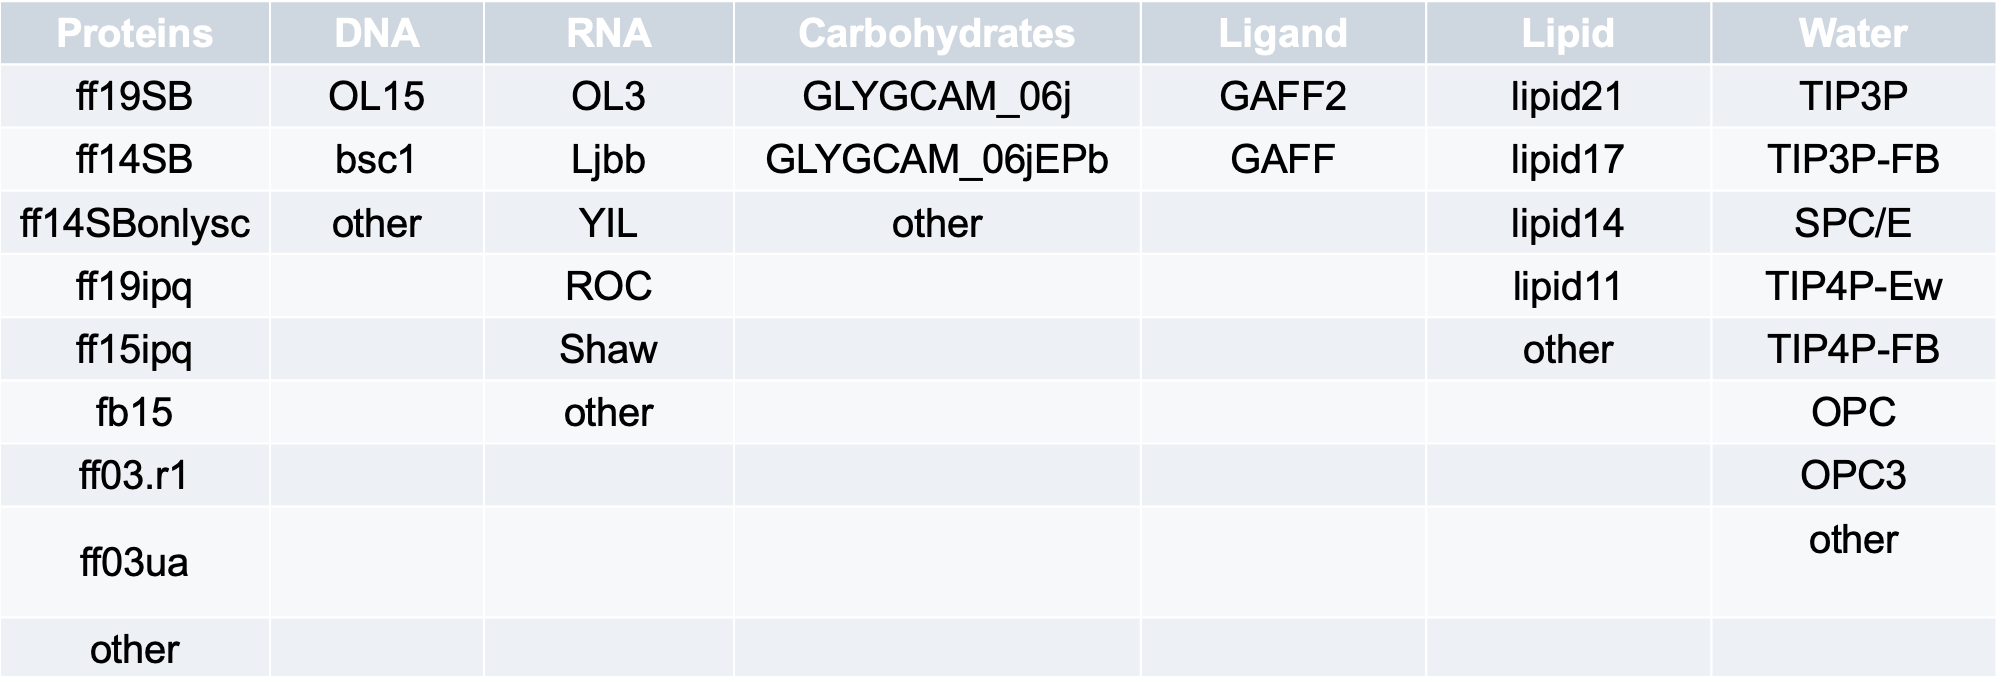 Proteins DNA RNA Carbohydrates Ligand Lipid Water
ff19SB OL15 OL3 GLYGCAM_06j GAFF2 lipid21 TIP3P
ff14SB bsc1 Ljbb GLYGCAM_06jEPb GAFF lipid17 TIP3P-FB
ff14SBonlysc other YIL other lipid14 SPC/E
ff19ipq ROC lipid11 TIP4P-Ew
ff15ipq Shaw other TIP4P-FB
fb15 other OPC
ff03.r1 OPC3
ff03ua other
other